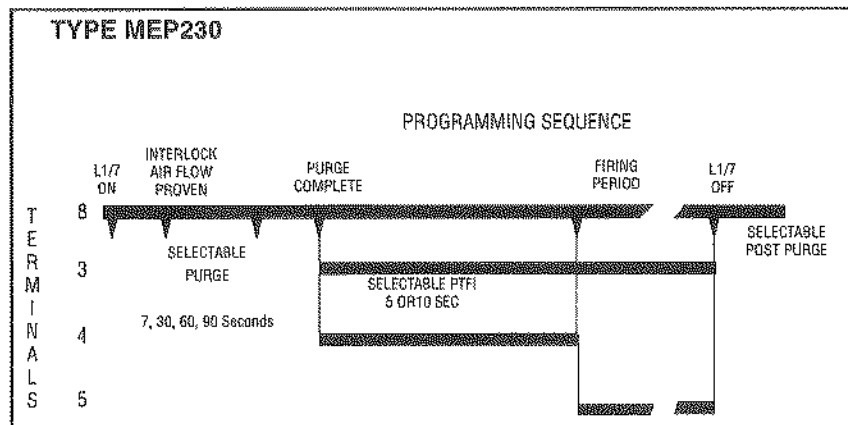 TYPE MEP230
PROGRAMMING SEQUENCE
L1/7
ON
INTERLOCK
AIR FLOW
PROVEN
PURGE
COMPLETE
FIRING
PERIOD
L1/7
OFF
TERMINALS
8
SELECTABLE
POST PURGE
SELECTABLE
PURGE
3
SELECTABLE PTFI
5 OR10 SEC
7, 30, 60, 90 Seconds
4
5